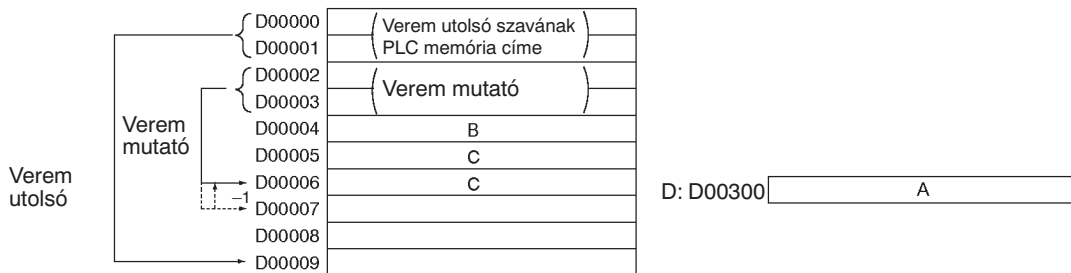 D00000
Verem utolsó szavának
D00001
PLC memória címe
D00002
Verem mutató
D00003
Verem
mutató
D00004
B
D00005
C
Verem
utolsó
D00006
C
−1
D00007
D: D00300
A
D00008
D00009